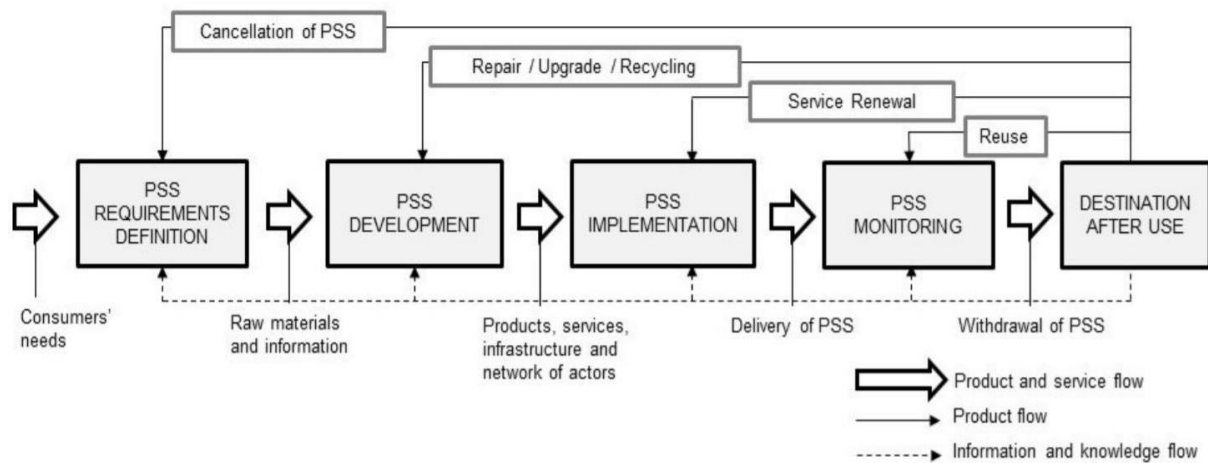 Cancellation of PSS
Repair / Upgrade / Recycling
Service Renewal
Reuse
PSS
REQUIREMENTS
DEFINITION
PSS
DEVELOPMENT
PSS
IMPLEMENTATION
PSS
MONITORING
DESTINATION
AFTER USE
Consumers'
needs
Raw materials
and information
Products, services,
infrastructure and
network of actors
Delivery of PSS
Withdrawal of PSS
Product and service flow
Product flow
Information and knowledge flow